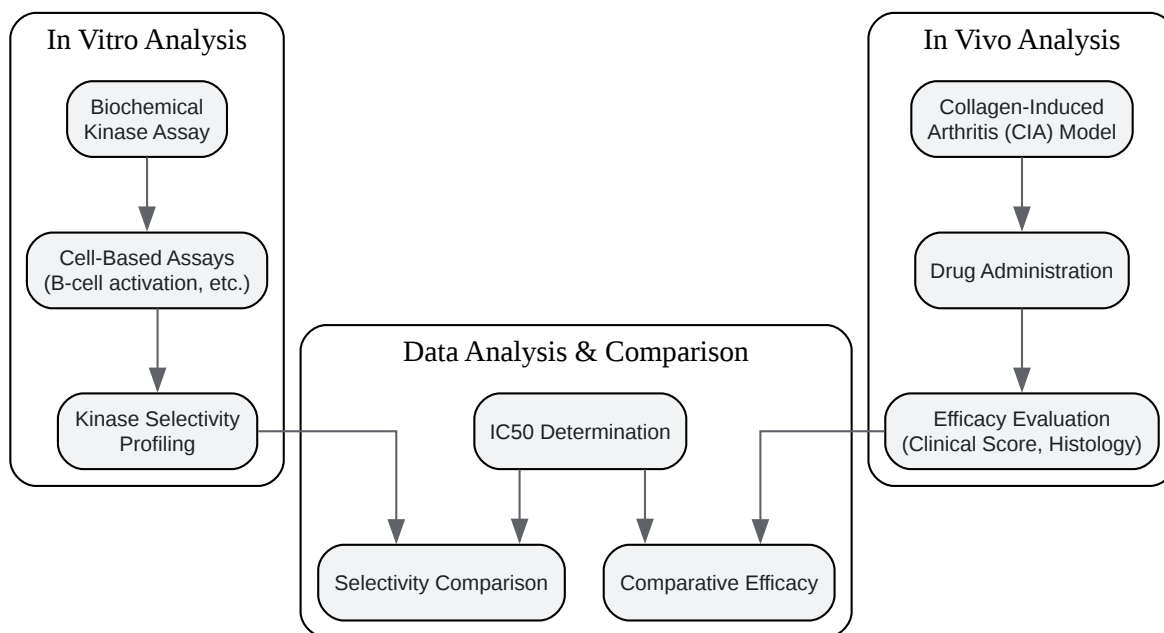 In Vitro Analysis
Biochemical
Kinase Assay
Cell-Based Assays
(B-cell activation, etc.)
Kinase Selectivity
Profiling
Data Analysis & Comparison
IC50 Determination
Selectivity Comparison
Comparative Efficacy
In Vivo Analysis
Collagen-Induced
Arthritis (CIA) Model
Drug Administration
Efficacy Evaluation
(Clinical Score, Histology)